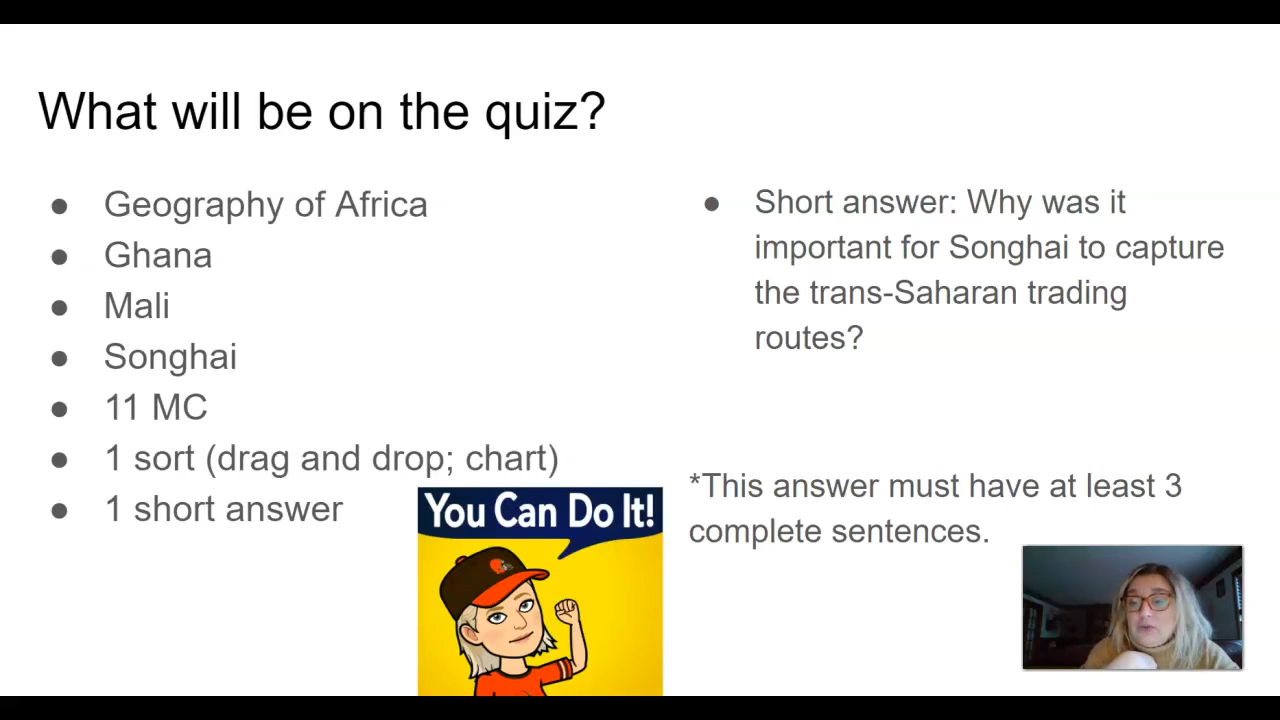 What will be on the quiz?
● Geography of Africa
● Ghana
● Mali
● Songhai
● 11 MC
● 1 sort (drag and drop; chart)
● 1 short answer
You Can Do It!
● Short answer: Why was it
important for Songhai to capture
the trans-Saharan trading
routes?
*This answer must have at least 3
complete sentences.